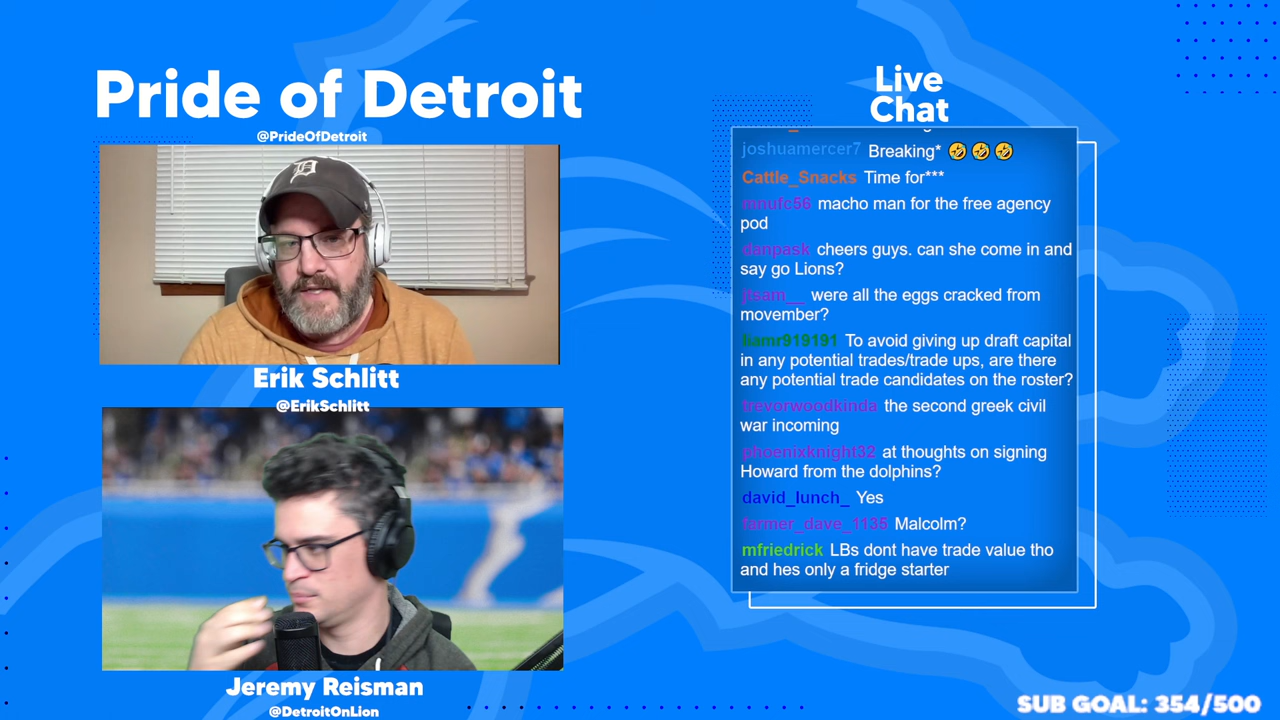 Pride of Detroit
@PrideOfDetroit
Erik Schlitt
@ErikSchlitt
Jeremy Reisman
@DetroitOnLion
Live
Chat
joshuamercer7 Breaking* 🤣 🤣 🤣
Cattle_Snacks Time for***
mnufc56 macho man for the free agency
pod
danpask cheers guys. can she come in and
say go Lions?
jtsam__ were all the eggs cracked from
movember?
liamr919191 To avoid giving up draft capital
in any potential trades/trade ups, are there
any potential trade candidates on the roster?
trevorwoodkinda the second greek civil
war incoming
phoenixknight32 at thoughts on signing
Howard from the dolphins?
david_lunch_ Yes
farmer_dave_1135 Malcolm?
mfriedrick LBs dont have trade value tho
and hes only a fridge starter
SUB GOAL: 354/500